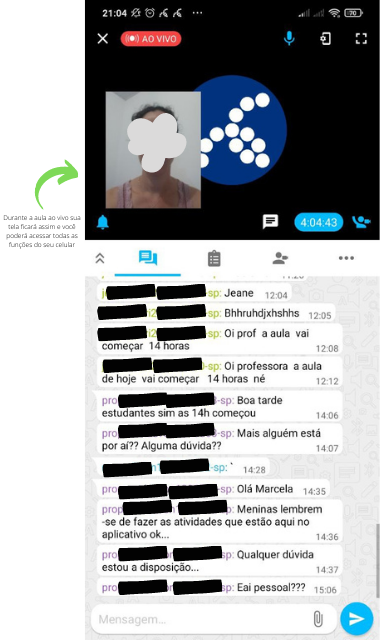 21:04
70
AO VIVO
4:04:43
Durante a aula ao vivo sua
tela ficará assim e você
poderá acessar todas as
funções do seu celular
-sp: Jeane 12:04
-sp: Bhhruhdjxhshhs 12:05
-sp: Oi prof a aula vai
começar 14 horas 12:08
-sp: Oi professora a aula
de hoje vai começar 14 horas né 12:12
pro -sp: Boa tarde
estudantes sim as 14h começou 14:06
pro -sp: Mais alguém está
por aí?? Alguma dúvida?? 14:07
-sp: ` 14:28
pro -sp: Olá Marcela 14:35
prop -sp: Meninas lembrem
-se de fazer as atividades que estão aqui no
aplicativo ok... 14:36
pro -sp: Qualquer dúvida
estou a disposição... 14:37
pro -sp: Eai pessoal??? 15:06
Mensagem...